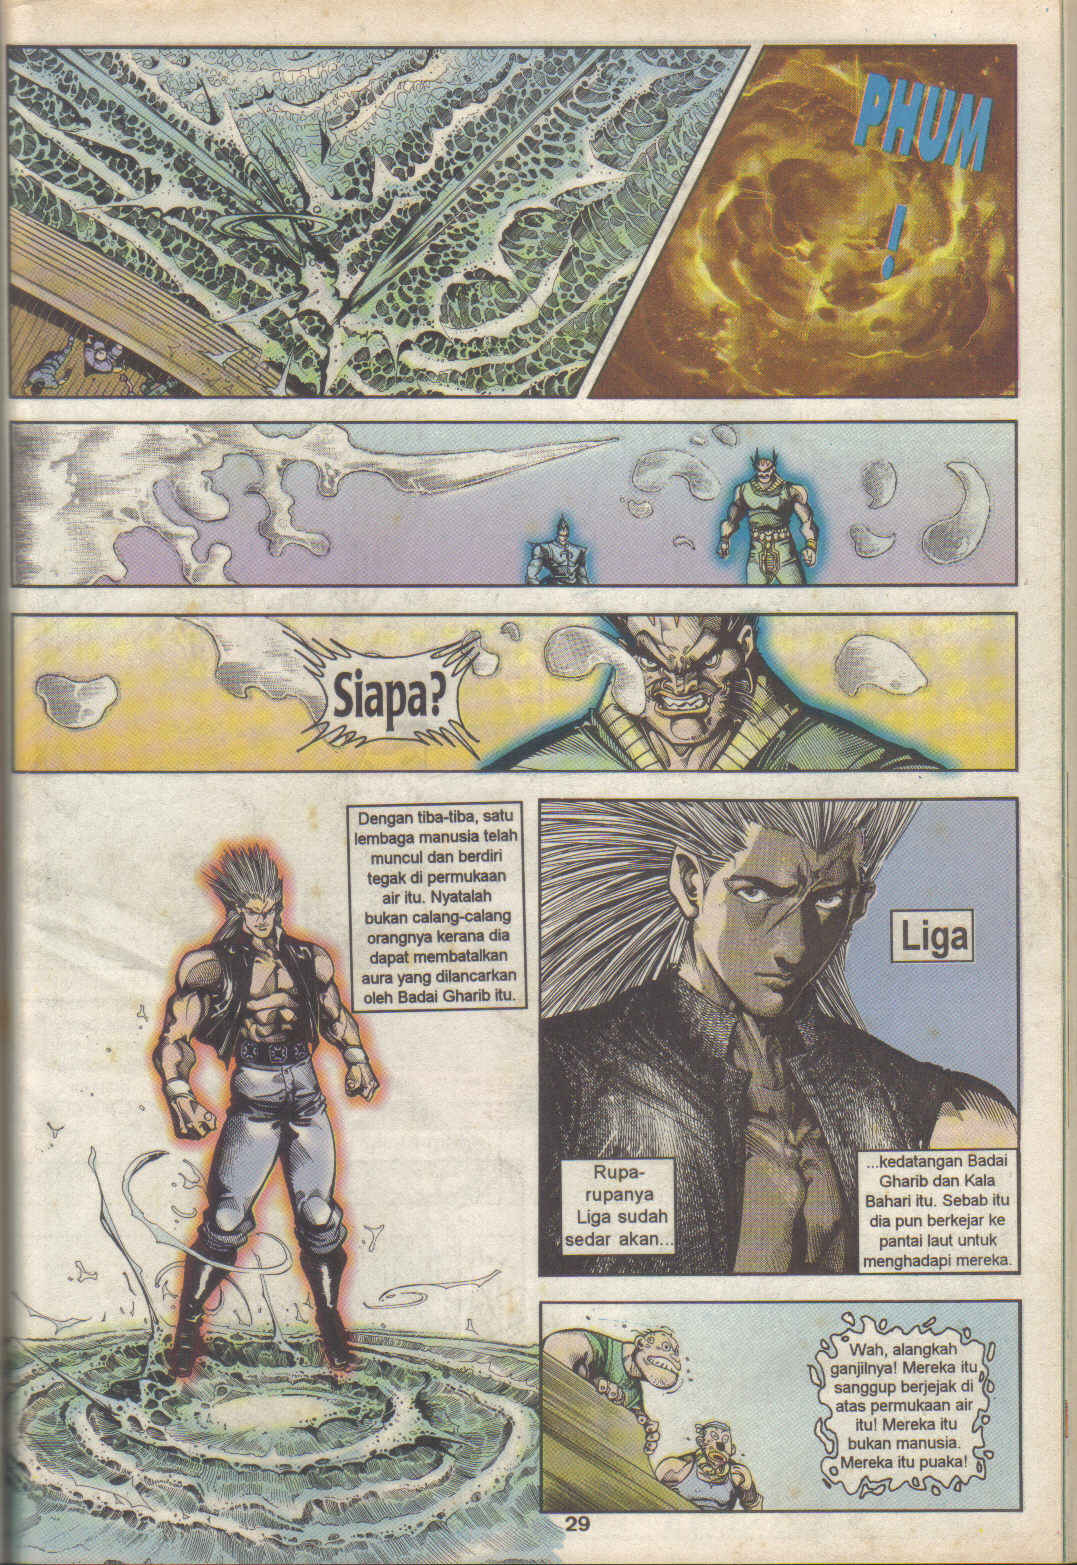 PHUM
!
Siapa?
Dengan tiba-tiba, satu
lembaga manusia telah
muncul dan berdiri
tegak di permukaan
air itu. Nyatalah
bukan calang-calang
orangnya kerana dia
dapat membatalkan
aura yang dilancarkan
oleh Badai Gharib itu.
Liga
Rupa-
rupanya
Liga sudah
sedar akan...
...kedatangan Badai
Gharib dan Kala
Bahari itu. Sebab itu
dia pun berkejar ke
pantai laut untuk
menghadapi mereka.
Wah, alangkah
ganjilnya! Mereka itu
sanggup berjejak di
atas permukaan air
itu! Mereka itu
bukan manusia.
Mereka itu puaka!
29